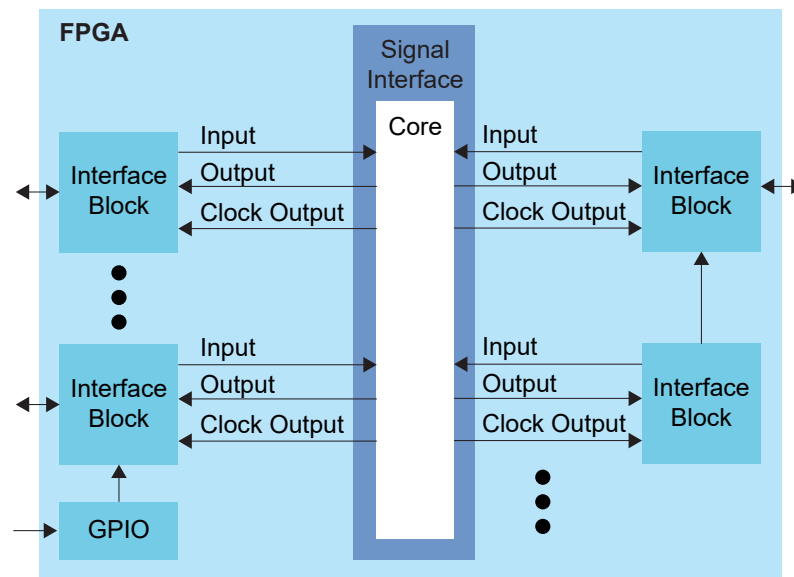 FPGA
Signal
Interface
Core
Input
Output
Clock Output
Interface
Block
Input
Output
Clock Output
Interface
Block
Input
Output
Clock Output
Interface
Block
Input
Output
Clock Output
Interface
Block
GPIO